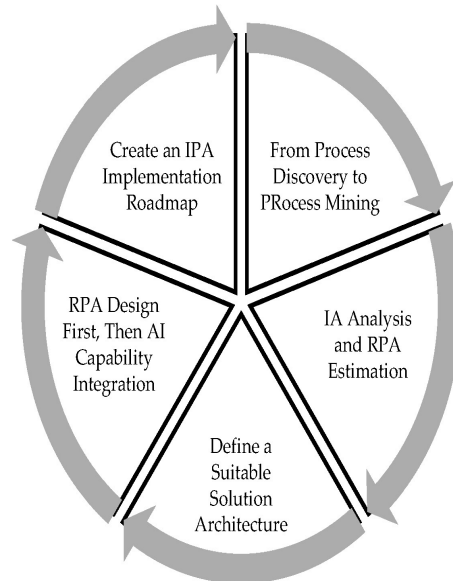 Create an IPA
Implementation
Roadmap
From Process
Discovery to
PRocess Mining
IA Analysis
and RPA
Estimation
Define a
Suitable
Solution
Architecture
RPA Design
First, Then AI
Capability
Integration